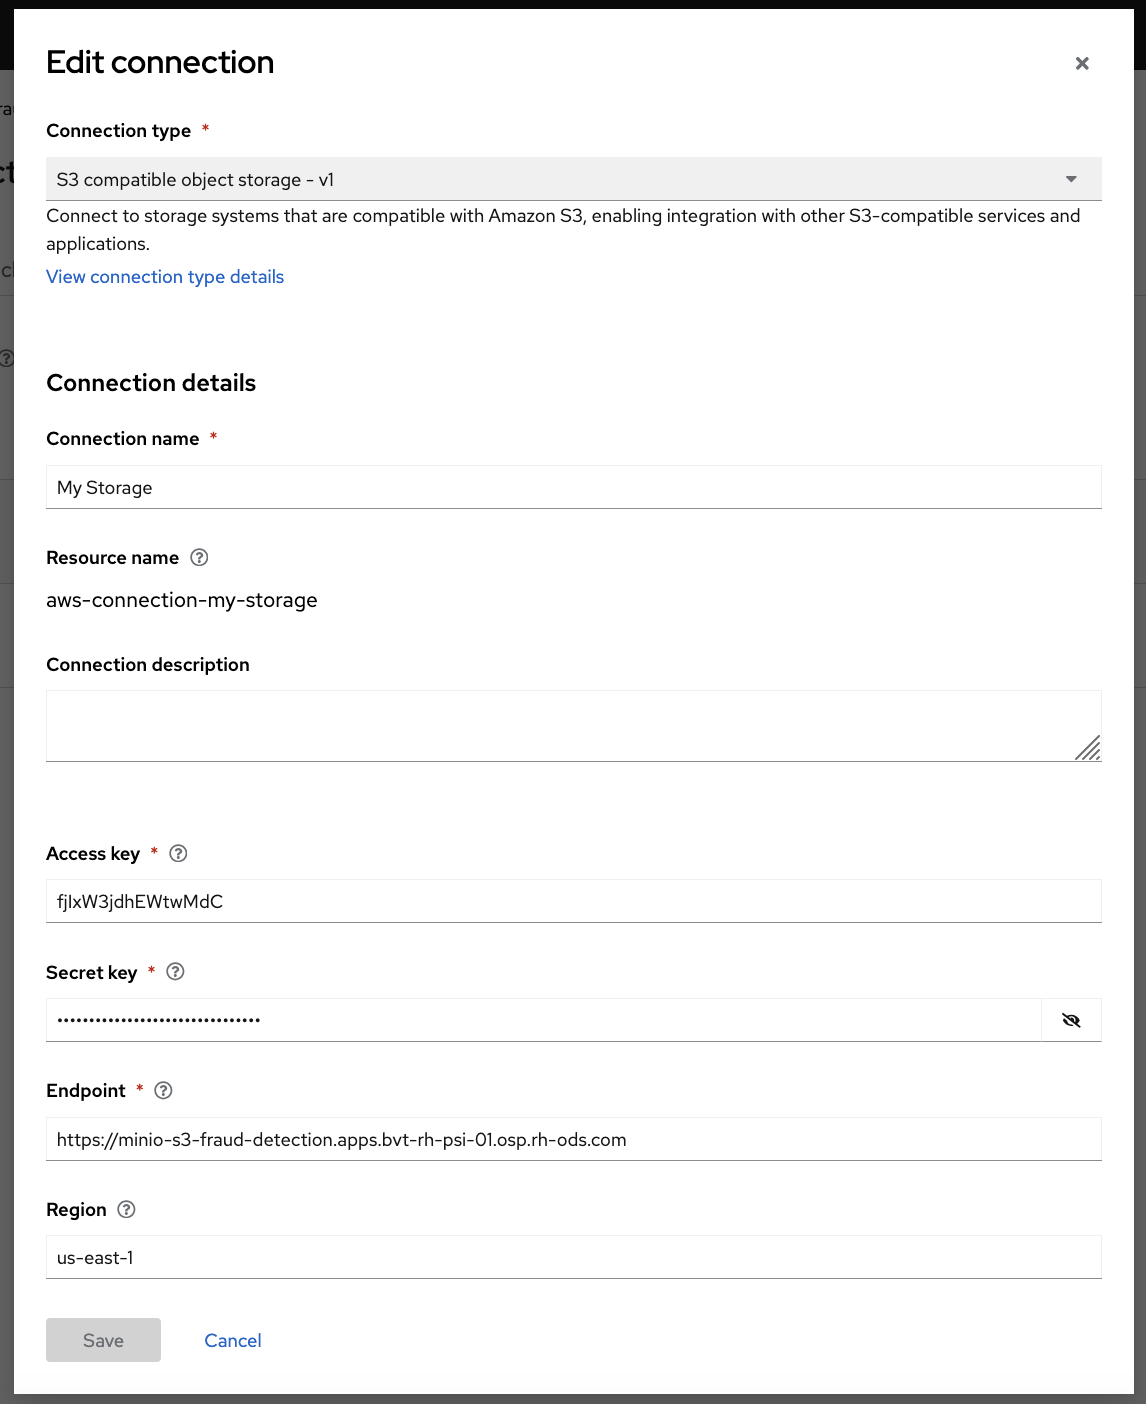 Edit connection
Connection type *
S3 compatible object storage - v1
Connect to storage systems that are compatible with Amazon S3, enabling integration with other S3-compatible services and
applications.
View connection type details
Connection details
Connection name *
My Storage
Resource name
aws-connection-my-storage
Connection description
Access key *
fjIxW3jdhEWtwMdC
Secret key *
••••••••••••••••••••••••••••••••
Endpoint *
https://minio-s3-fraud-detection.apps.bvt-rh-psi-01.osp.rh-ods.com
Region
us-east-1
Save Cancel